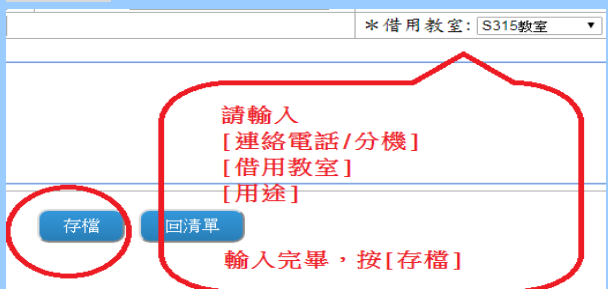 ＊借用教室: S315教室
請輸入
[連絡電話/分機]
[借用教室]
[用途]
存檔 回清單
輸入完畢，按[存檔]